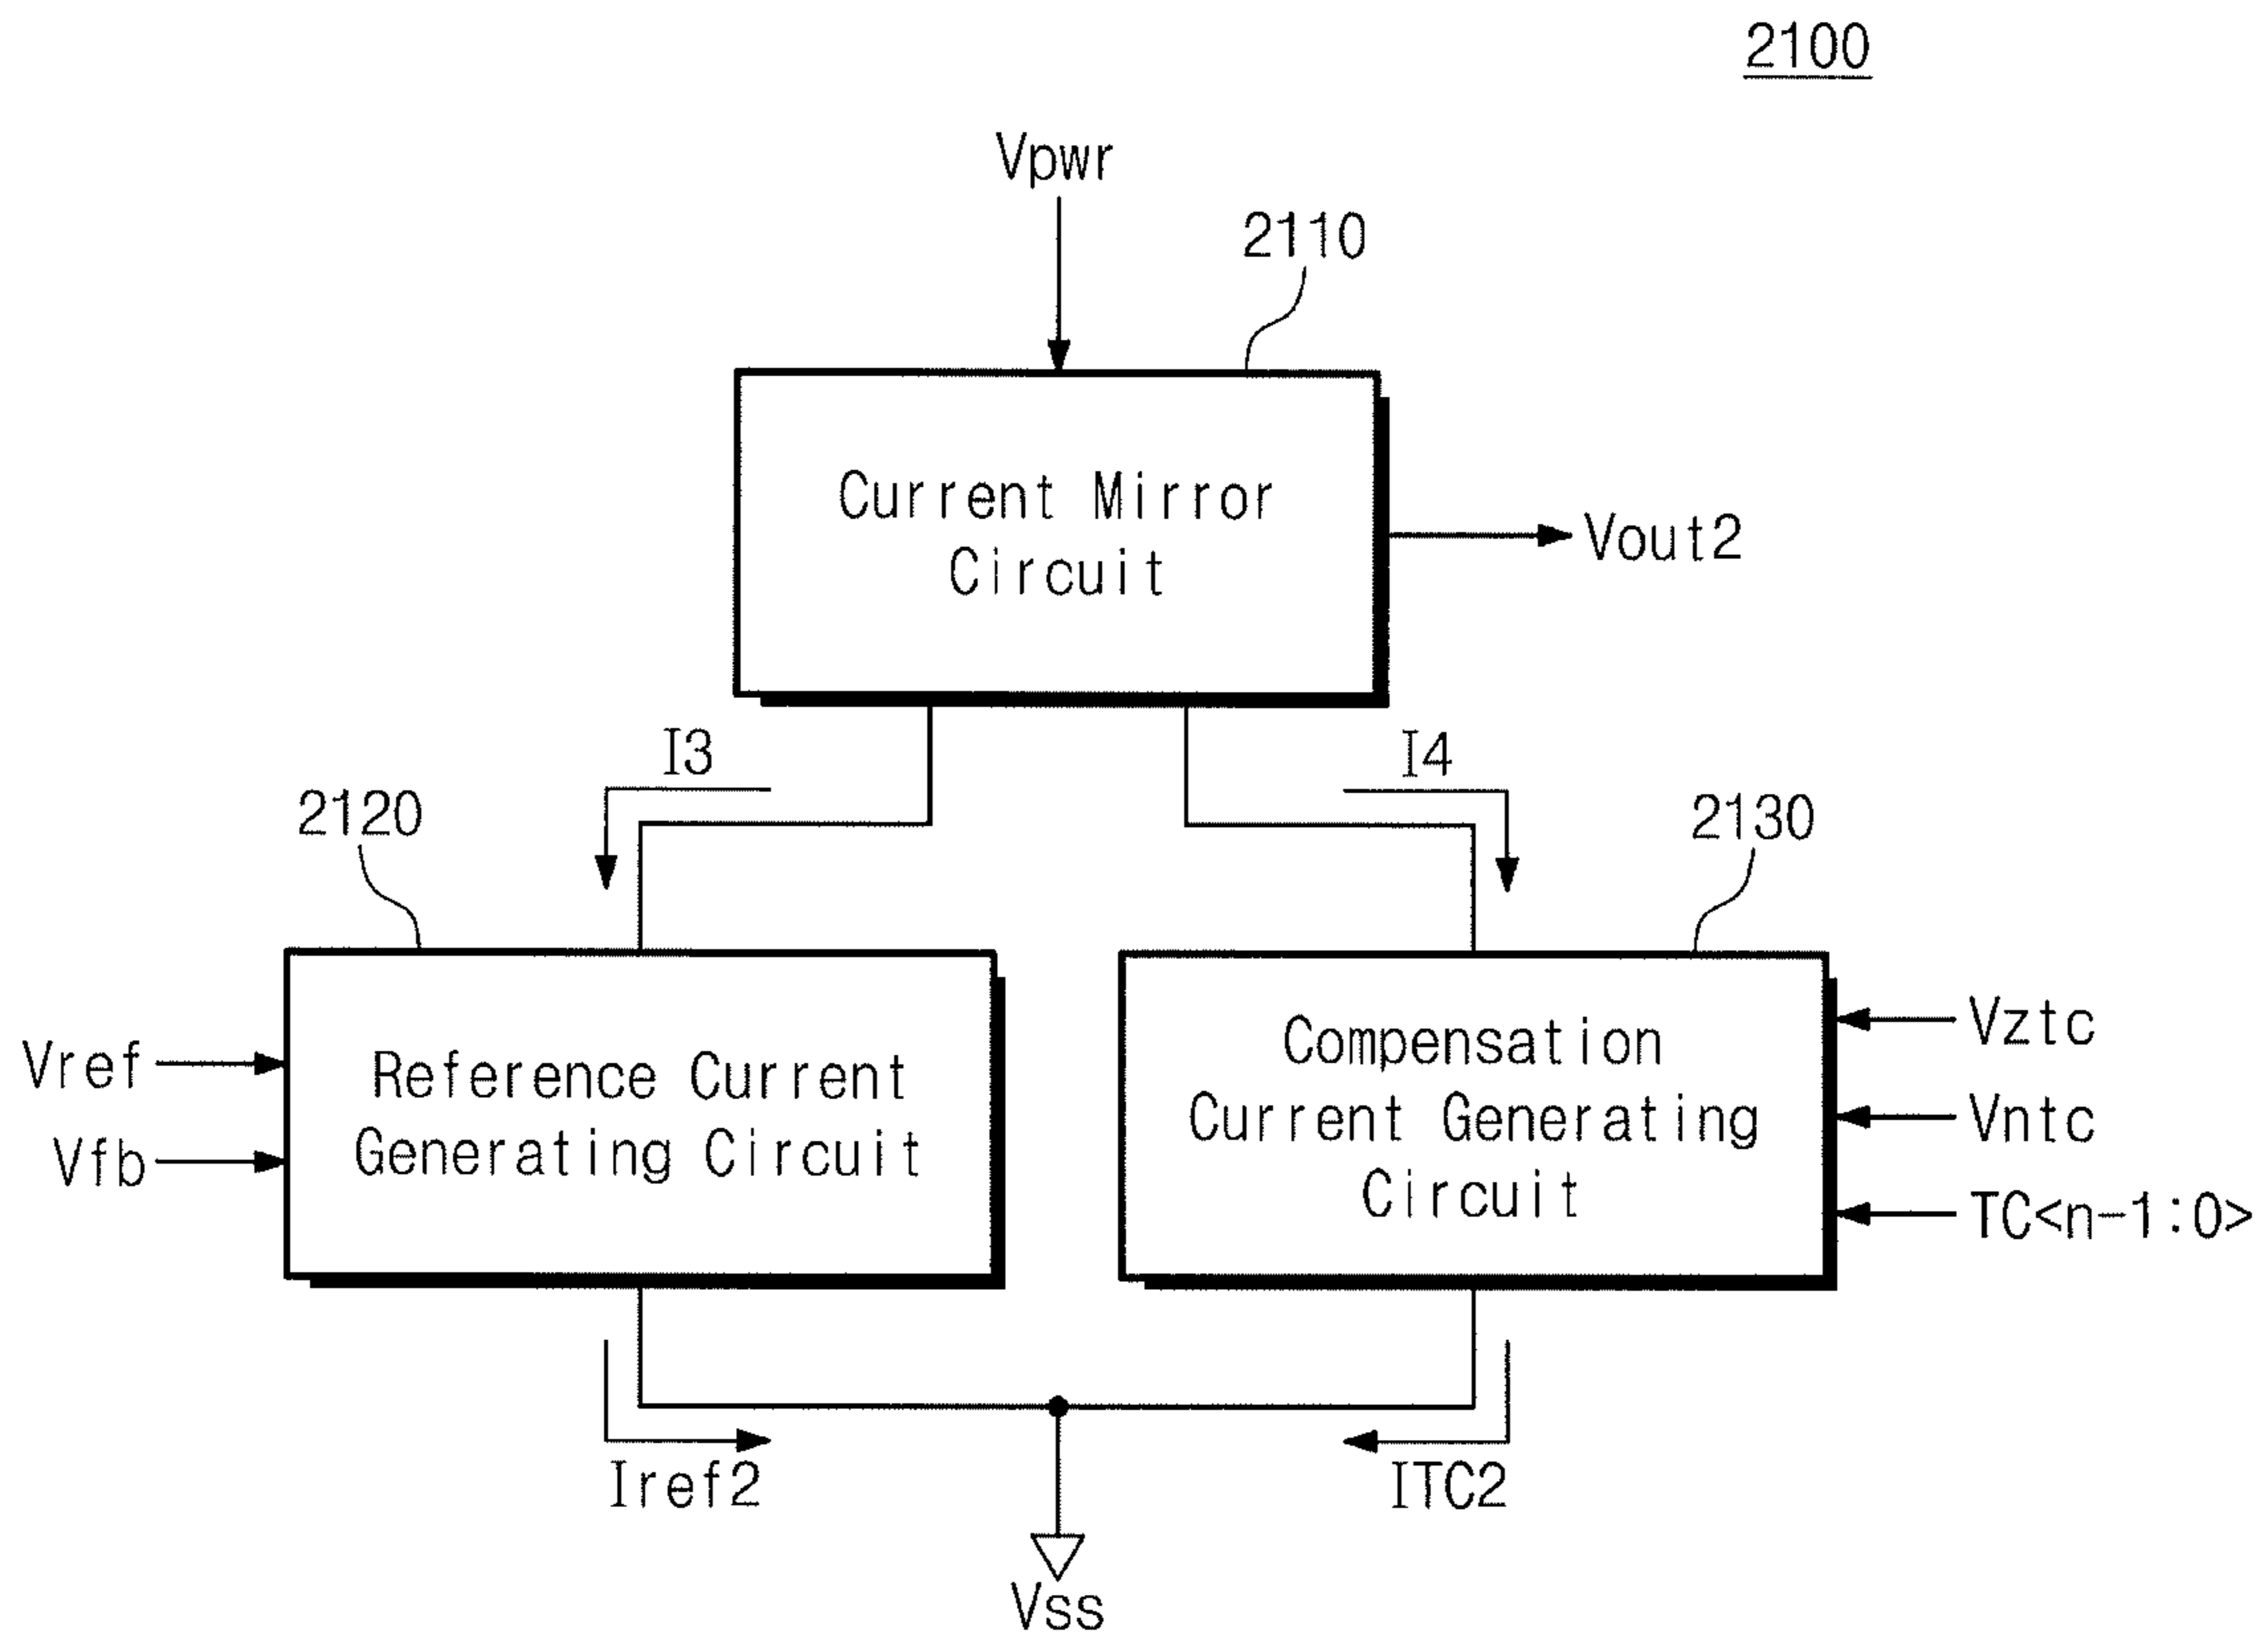 2100
Vpwr
2110
Current Mirror
Circuit
Vout2
I3
I4
2120
2130
Vref
Vfb
Reference Current
Generating Circuit
Compensation
Current Generating
Circuit
Vztc
Vntc
TC<n-1:0>
Iref2
ITC2
Vss